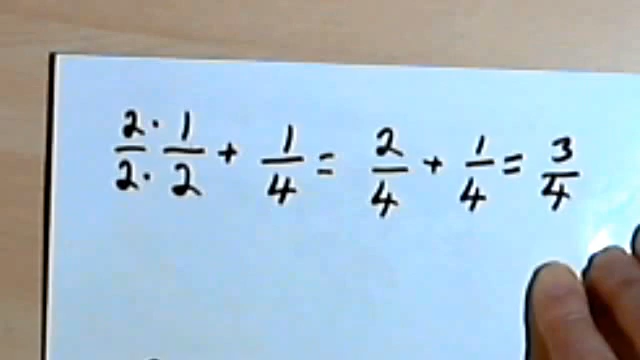 2·1/2·2 + 1/4 = 2/4 + 1/4 = 3/4